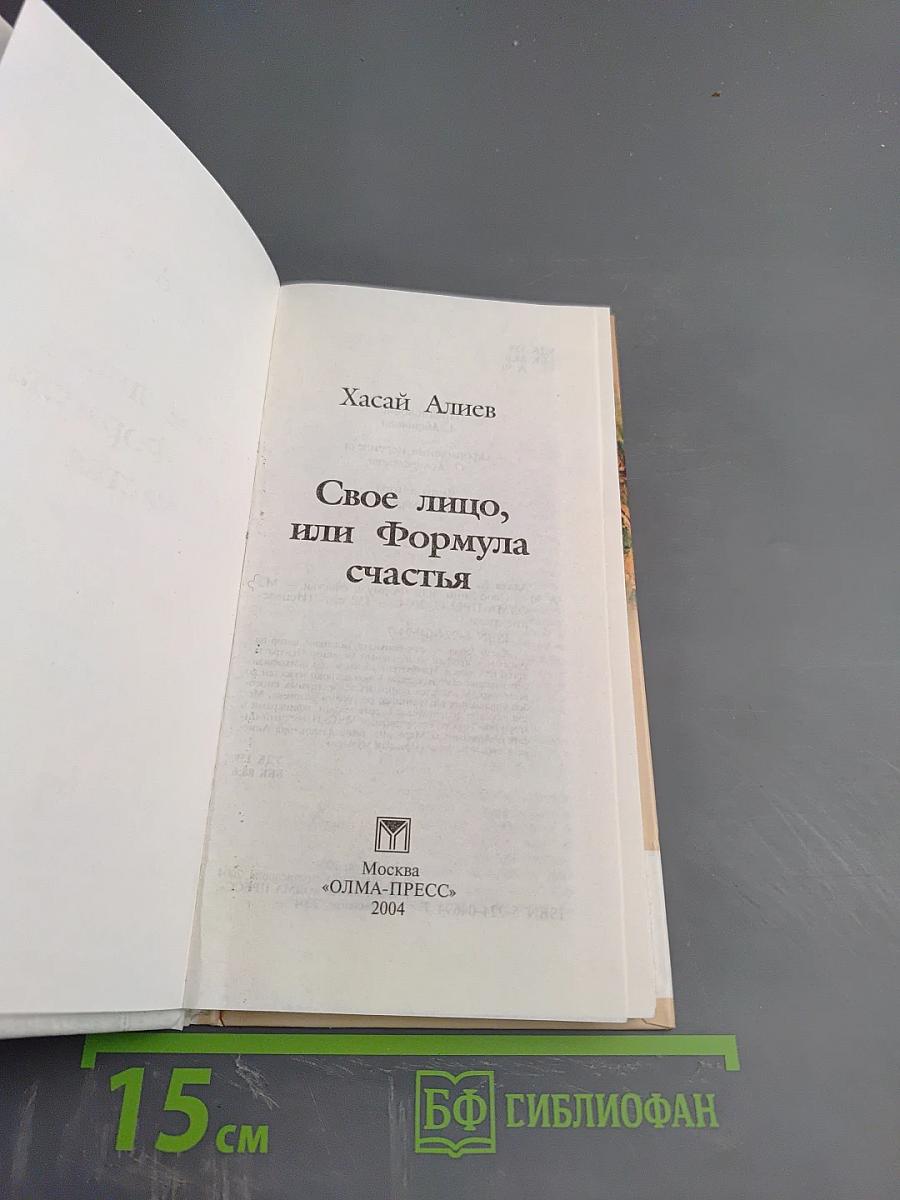 Хасай Алиев
Свое лицо,
или Формула
счастья
Москва
«ОЛМА-ПРЕСС»
2004
15 см
БФ БИБЛИОФАН